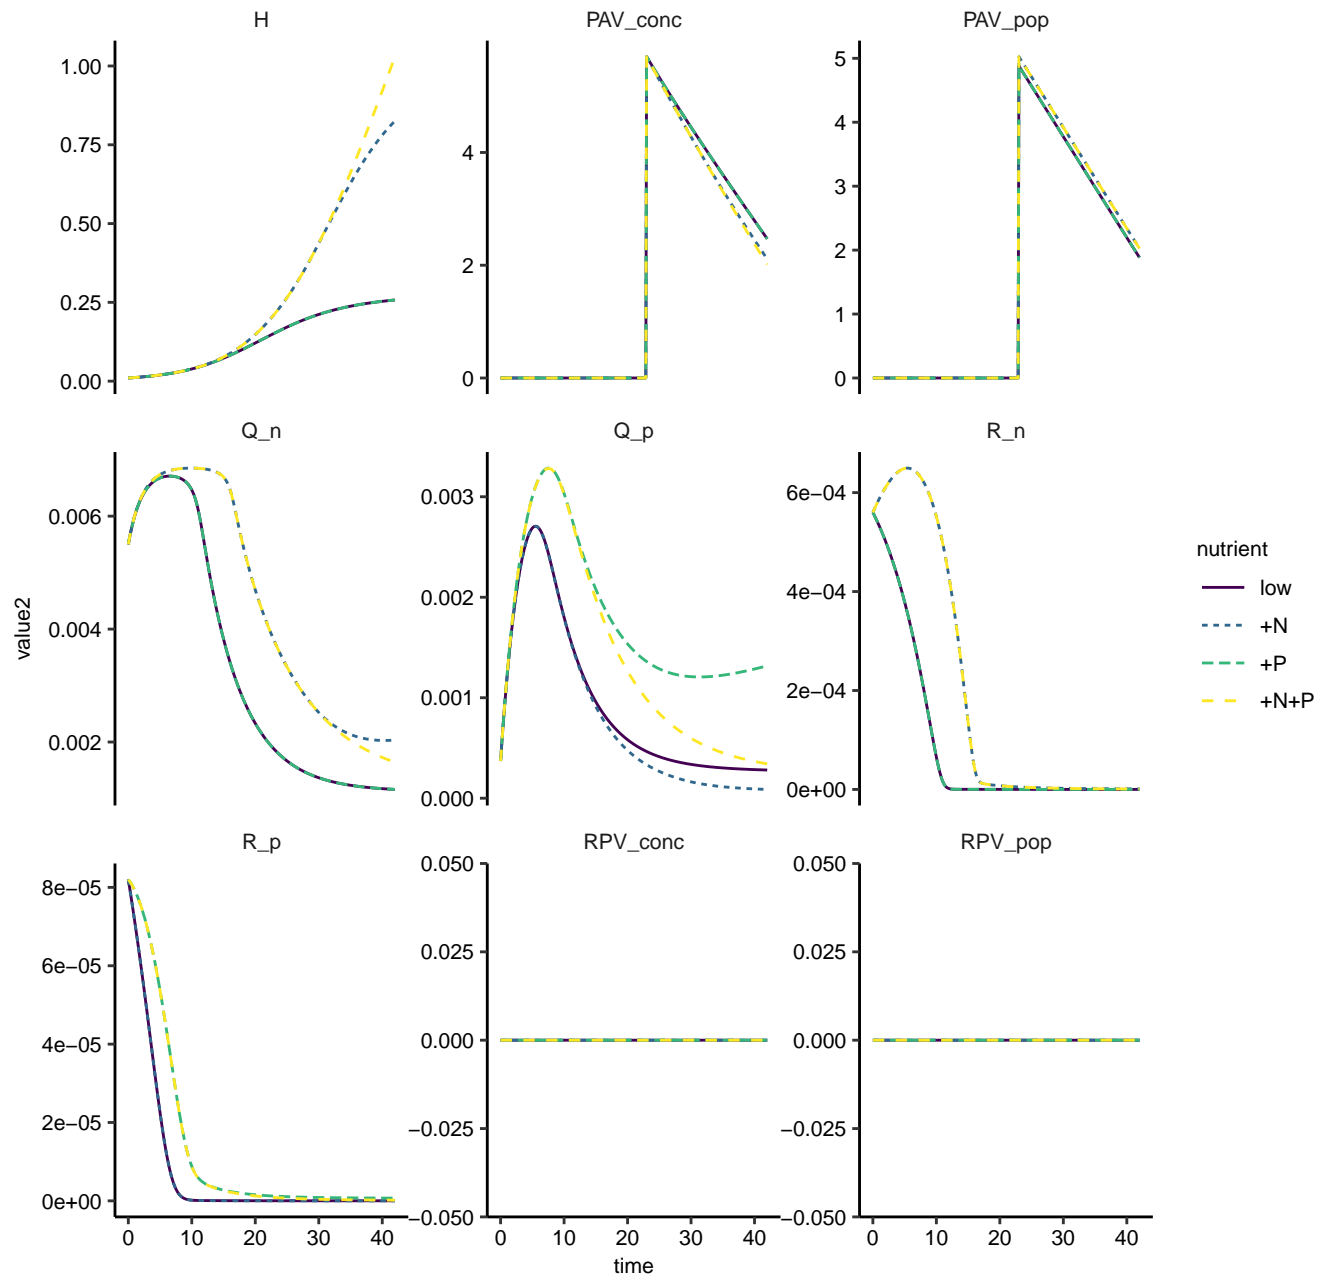 H PAV_conc PAV_pop
1.00
0.75
0.50
0.25
0.00
4
2
0
5
4
3
2
1
0
Q_n Q_p R_n
0.006
0.004
0.002
0.003
0.002
0.001
0.000
6e−04
4e−04
2e−04
0e+00
R_p RPV_conc RPV_pop
8e−05
6e−05
4e−05
2e−05
0e+00
0.050
0.025
0.000
−0.025
−0.050
0.050
0.025
0.000
−0.025
−0.050
0 10 20 30 40
0 10 20 30 40
0 10 20 30 40
time
value2
nutrient
low
+N
+P
+N+P